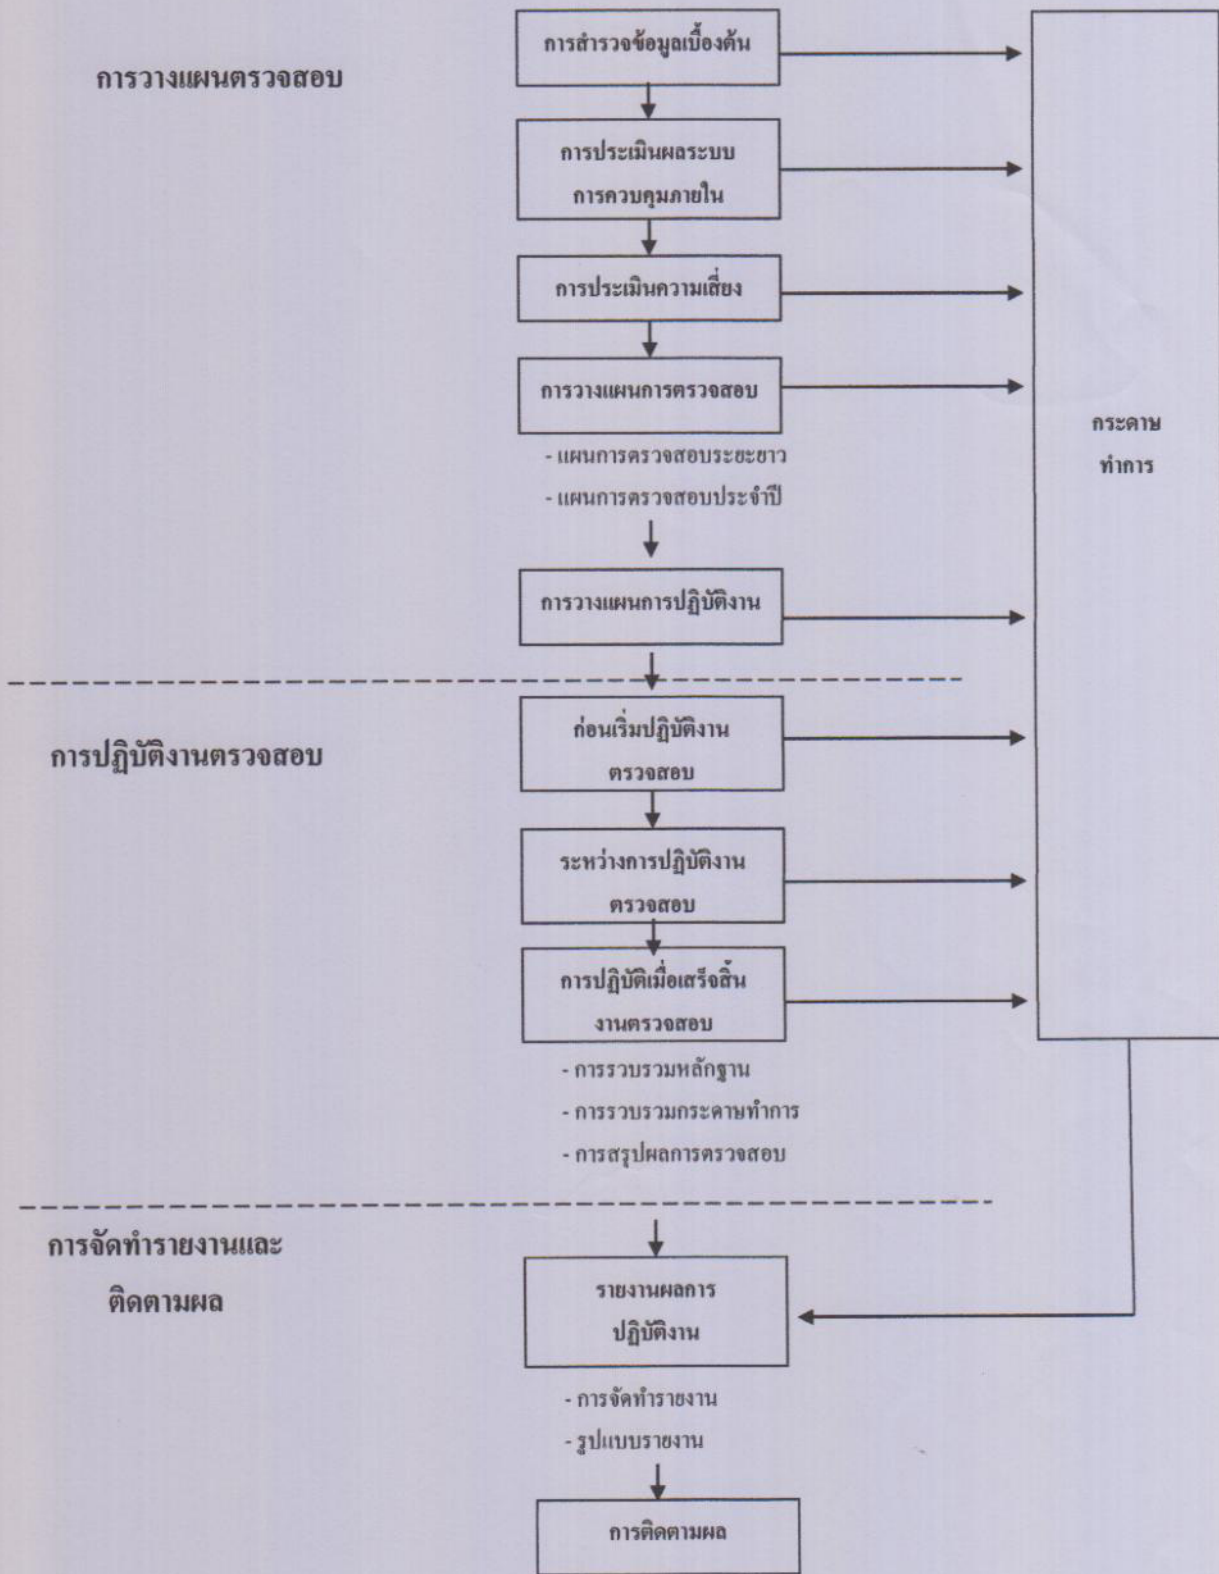 การสำรวจข้อมูลเบื้องต้น
การวางแผนตรวจสอบ
การประเมินผลระบบ
การควบคุมภายใน
การประเมินความเสี่ยง
การวางแผนการตรวจสอบ
- แผนการตรวจสอบระยะยาว
- แผนการตรวจสอบประจำปี
กระดาษ
ทำการ
การวางแผนการปฏิบัติงาน
การปฏิบัติงานตรวจสอบ
ก่อนเริ่มปฏิบัติงาน
ตรวจสอบ
ระหว่างการปฏิบัติงาน
ตรวจสอบ
การปฏิบัติเมื่อเสร็จสิ้น
งานตรวจสอบ
- การรวบรวมหลักฐาน
- การรวบรวมกระดาษทำการ
- การสรุปผลการตรวจสอบ
การจัดทำรายงานและ
ติดตามผล
รายงานผลการ
ปฏิบัติงาน
- การจัดทำรายงาน
- รูปแบบรายงาน
การติดตามผล